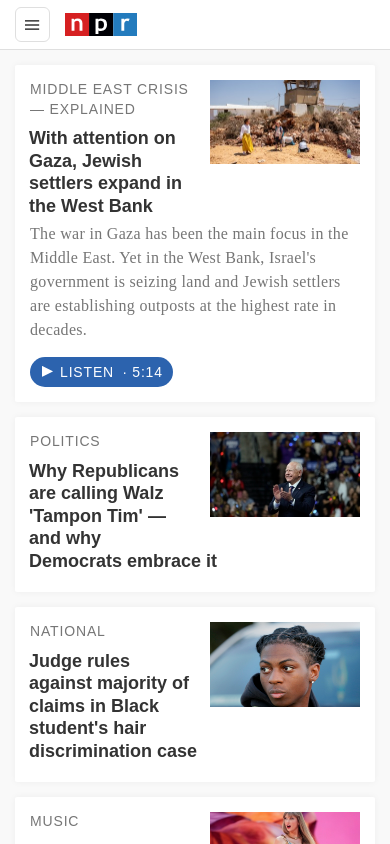 npr
MIDDLE EAST CRISIS
— EXPLAINED
With attention on
Gaza, Jewish
settlers expand in
the West Bank
The war in Gaza has been the main focus in the
Middle East. Yet in the West Bank, Israel's
government is seizing land and Jewish settlers
are establishing outposts at the highest rate in
decades.
LISTEN · 5:14
POLITICS
Why Republicans
are calling Walz
'Tampon Tim' —
and why
Democrats embrace it
NATIONAL
Judge rules
against majority of
claims in Black
student's hair
discrimination case
MUSIC